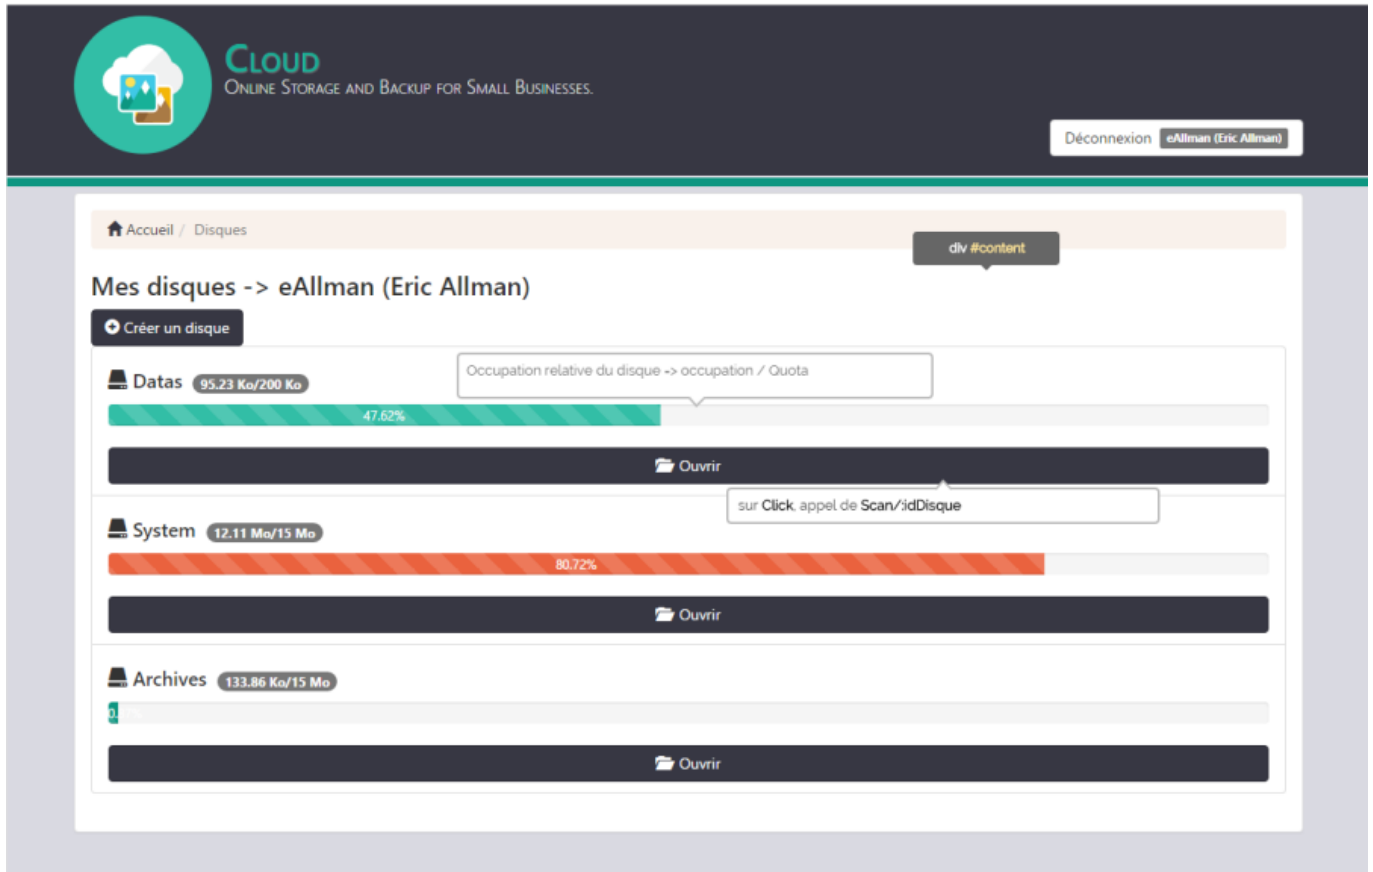 Cloud
Online Storage and Backup for Small Businesses.
Déconnexion eAllman (Eric Allman)
Accueil / Disques
div #content
Mes disques -> eAllman (Eric Allman)
Créer un disque
Datas 95.23 Ko/200 Ko
Occupation relative du disque -> occupation / Quota
47.62%
Ouvrir
sur Click, appel de Scan/:idDisque
System 12.11 Mo/15 Mo
80.72%
Ouvrir
Archives 133.86 Ko/15 Mo
Ouvrir